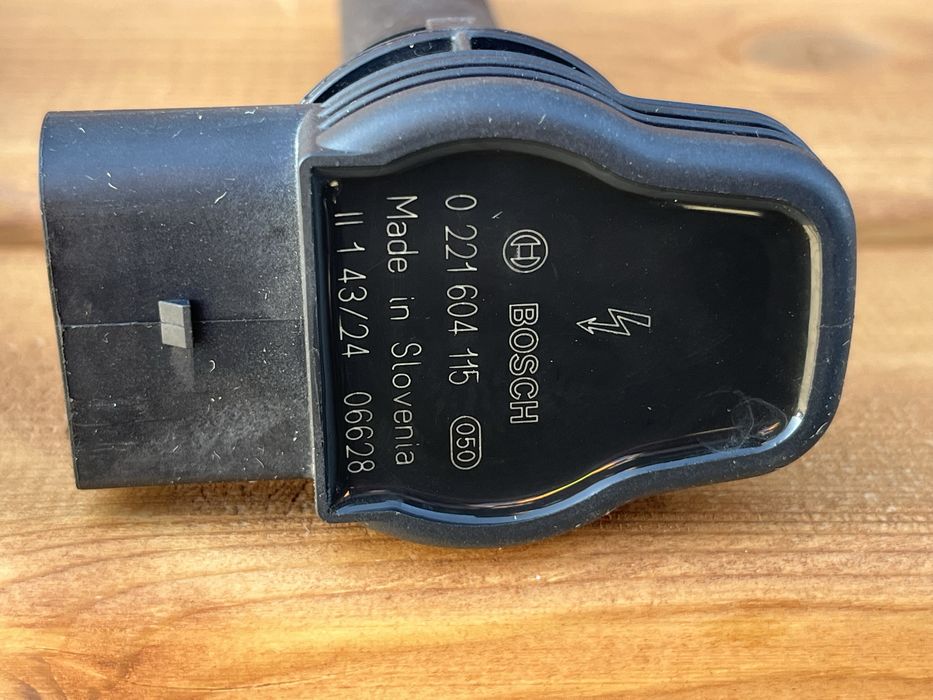 BOSCH
0 221 604 115 050
Made in Slovenia
II 1 43/24 06628